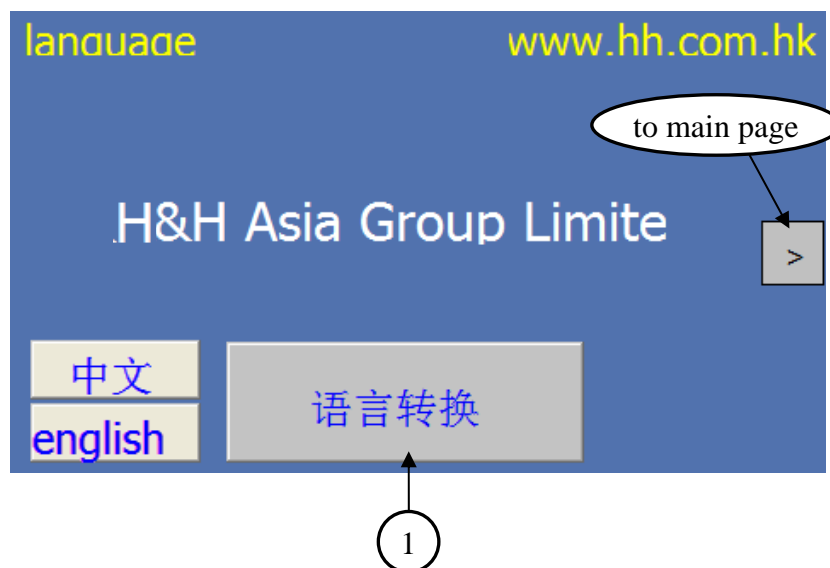 language www.hh.com.hk
to main page
H&H Asia Group Limite
>
中文
语言转换
english
1